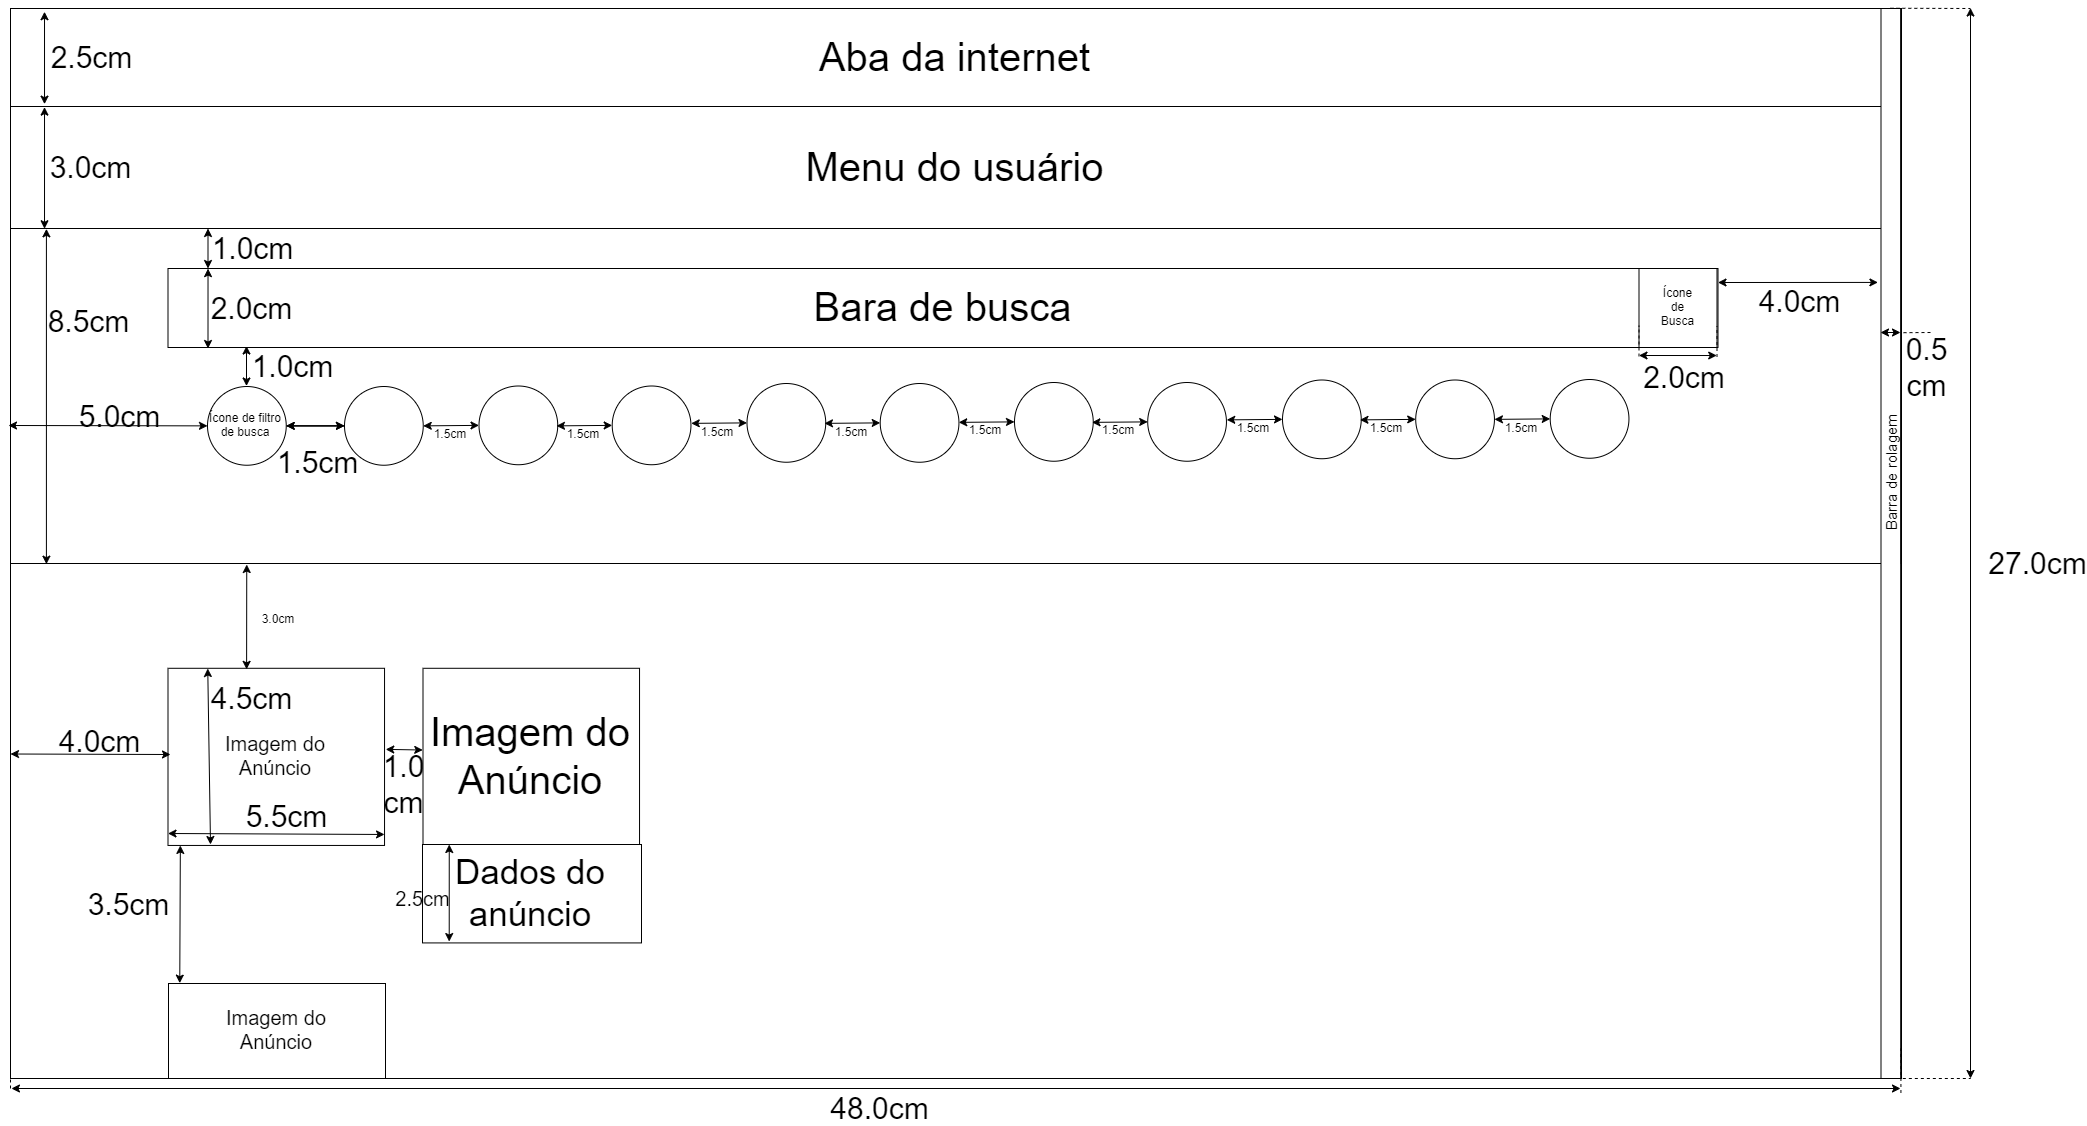 2.5cm
Aba da internet
3.0cm
Menu do usuário
1.0cm
8.5cm
2.0cm
Bara de busca
Ícone
de
Busca
4.0cm
0.5
cm
1.0cm
2.0cm
5.0cm
Ícone de filtro
de busca
1.5cm
1.5cm
1.5cm
1.5cm
1.5cm
1.5cm
1.5cm
1.5cm
1.5cm
1.5cm
Barra de rolagem
27.0cm
3.0cm
4.5cm
4.0cm
Imagem do
Anúncio
5.5cm
1.0
cm
Imagem do
Anúncio
3.5cm
2.5cm
Dados do
anúncio
Imagem do
Anúncio
48.0cm